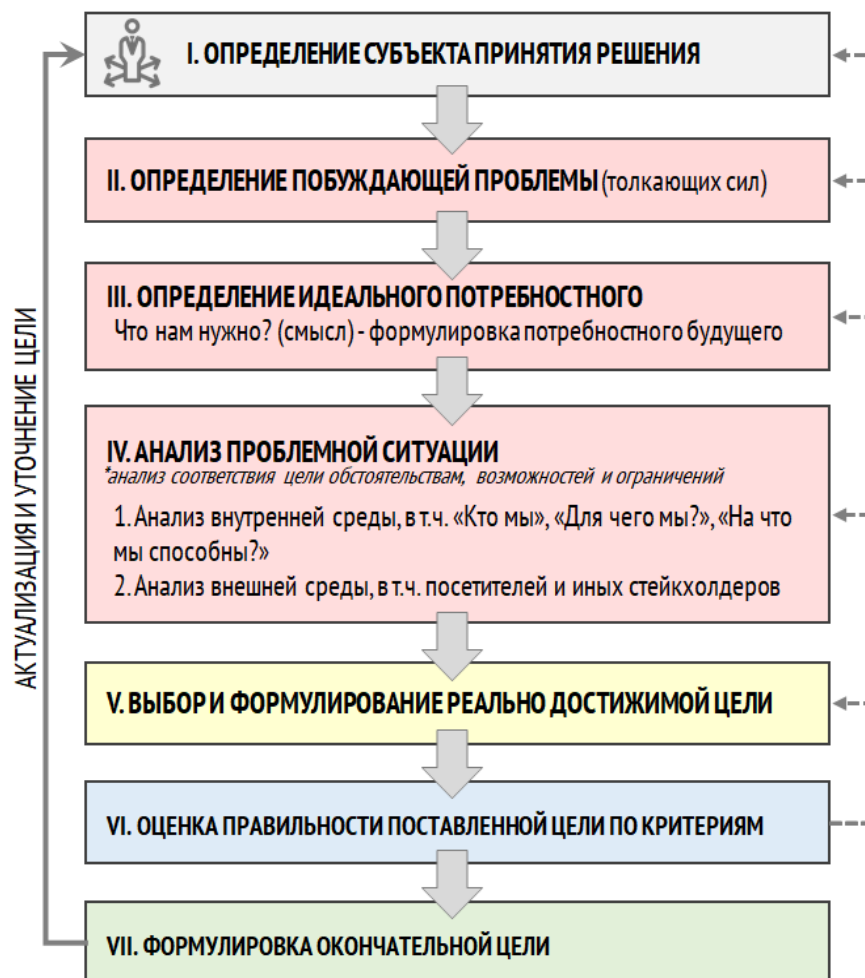 I. ОПРЕДЕЛЕНИЕ СУБЪЕКТА ПРИНЯТИЯ РЕШЕНИЯ
II. ОПРЕДЕЛЕНИЕ ПОБУЖДАЮЩЕЙ ПРОБЛЕМЫ (толкающих сил)
III. ОПРЕДЕЛЕНИЕ ИДЕАЛЬНОГО ПОТРЕБНОСТНОГО
Что нам нужно? (смысл) - формулировка потребностного будущего
IV. АНАЛИЗ ПРОБЛЕМНОЙ СИТУАЦИИ
*анализ соответствия цели обстоятельствам, возможностей и ограничений
1. Анализ внутренней среды, в т.ч. «Кто мы», «Для чего мы?», «На что
мы способны?»
2. Анализ внешней среды, в т.ч. посетителей и иных стейкхолдеров
V. ВЫБОР И ФОРМУЛИРОВАНИЕ РЕАЛЬНО ДОСТИЖИМОЙ ЦЕЛИ
VI. ОЦЕНКА ПРАВИЛЬНОСТИ ПОСТАВЛЕННОЙ ЦЕЛИ ПО КРИТЕРИЯМ
VII. ФОРМУЛИРОВКА ОКОНЧАТЕЛЬНОЙ ЦЕЛИ
АКТУАЛИЗАЦИЯ И УТОЧНЕНИЕ ЦЕЛИ